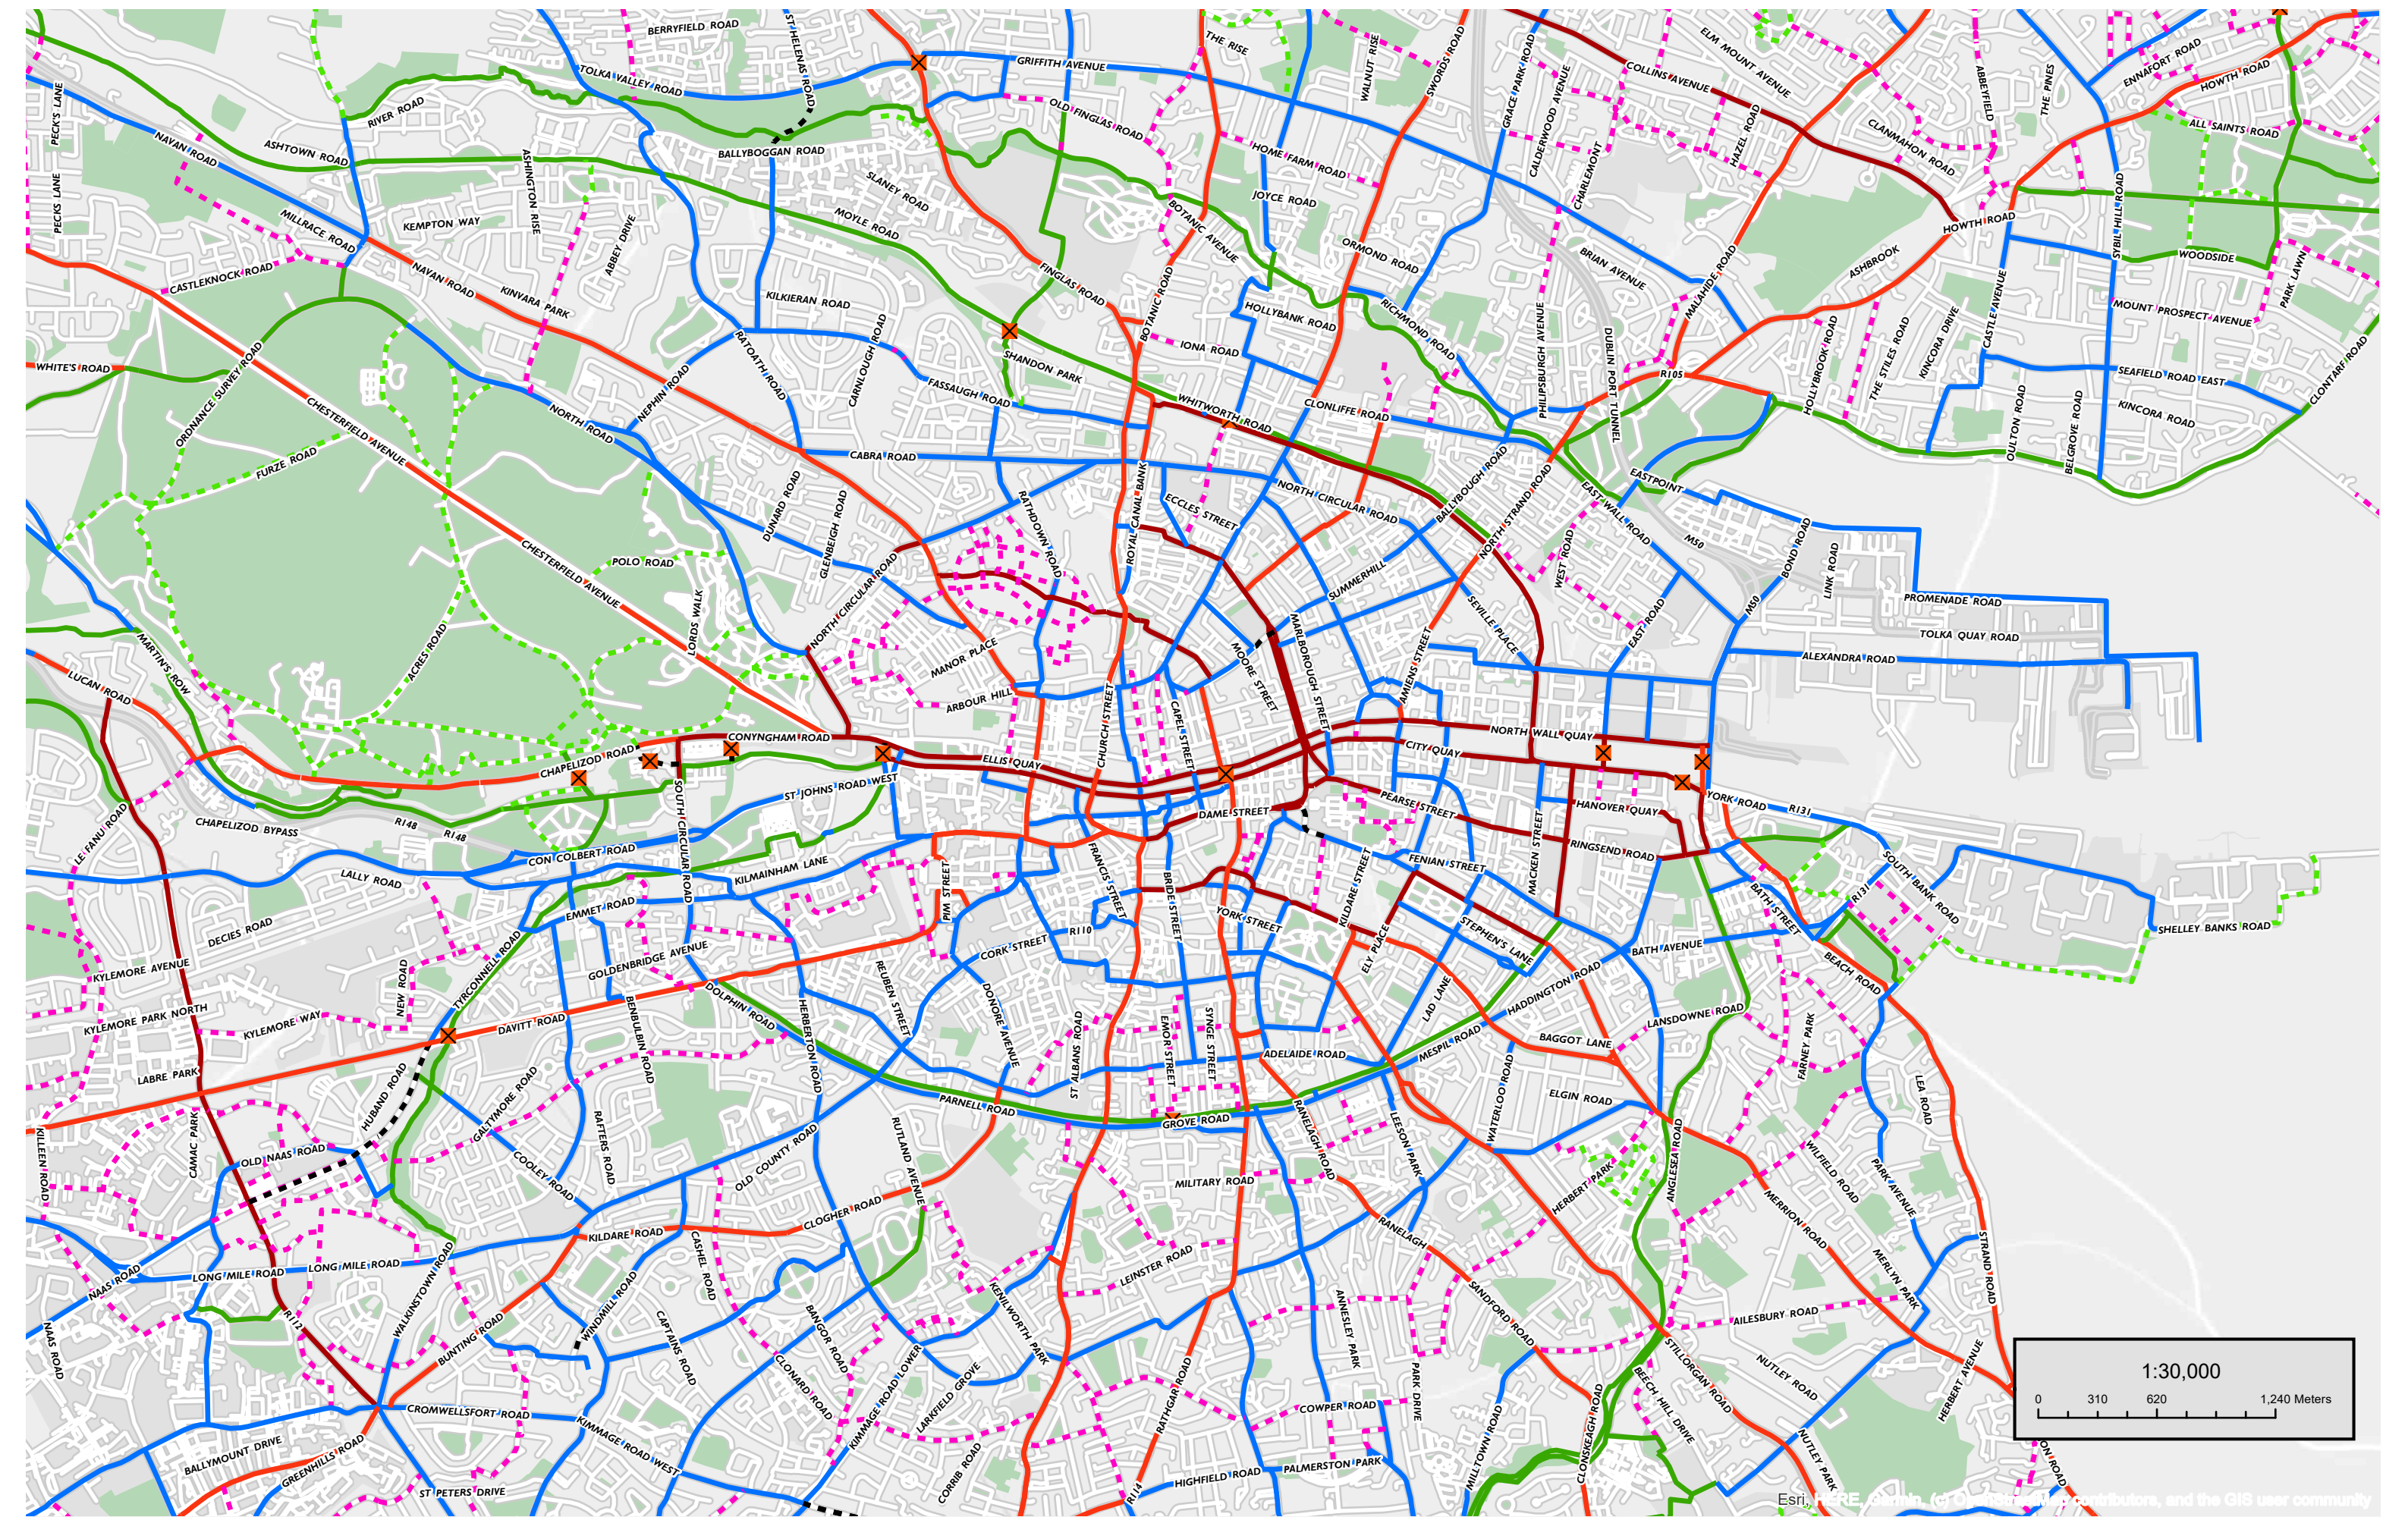 BERRYFIELD ROAD
ST HELENAS ROAD
THE RISE
WALNUT RISE
SWORDS ROAD
GRACE PARK ROAD
CALDERWOOD AVENUE
ELM MOUNT AVENUE
COLLINS AVENUE
ABBEYFIELD
THE PINES
ENNAFORT ROAD
HOWTH ROAD
PECK'S LANE
TOLKA VALLEY ROAD
GRIFFITH AVENUE
RIVER ROAD
OLD FINGLAS ROAD
HAZEL ROAD
CLANMAHON ROAD
ALL SAINTS ROAD
NAVAN ROAD
ASHTOWN ROAD
BALLYBOGGAN ROAD
HOME FARM ROAD
CHARLEMONT
PECKS LANE
ASHINGTON RISE
SLANEY ROAD
JOYCE ROAD
SYBIL HILL ROAD
MILLRACE ROAD
KEMPTON WAY
ABBEY DRIVE
MOYLE ROAD
BOTANIC AVENUE
ORMOND ROAD
HOWTH ROAD
BRIAN AVENUE
ASHBROOK
WOODSIDE
CASTLEKNOCK ROAD
NAVAN ROAD
KINVARA PARK
KILKIERAN ROAD
FINGLAS ROAD
BOTANIC ROAD
MALAHIDE ROAD
CASTLE AVENUE
PARK LAWN
HOLLYBANK ROAD
RICHMOND ROAD
MOUNT PROSPECT AVENUE
CARNLOUGH ROAD
RATOATH ROAD
IONA ROAD
PHILIPSBURGH AVENUE
DUBLIN PORT TUNNEL
HOLLYBROOK ROAD
THE STILES ROAD
KINCORA DRIVE
WHITE'S ROAD
ORDNANCE SURVEY ROAD
NEPHIN ROAD
SHANDON PARK
R105
SEAFIELD ROAD EAST
CLONTARF ROAD
CHESTERFIELD AVENUE
NORTH ROAD
FASSAUGH ROAD
WHITWORTH ROAD
CLONLIFFE ROAD
OULTON ROAD
BELGROVE ROAD
KINCORA ROAD
FURZE ROAD
CABRA ROAD
EASTPOINT
DUNARD ROAD
GLENBEIGH ROAD
RATHDOWN ROAD
ROYAL CANAL BANK
ECCLES STREET
NORTH CIRCULAR ROAD
BALLYBOUGH ROAD
NORTH STRAND ROAD
EAST WALL ROAD
M50
BOND ROAD
LINK ROAD
CHESTERFIELD AVENUE
POLO ROAD
NORTH CIRCULAR ROAD
SUMMERHILL
WEST ROAD
EAST ROAD
M50
PROMENADE ROAD
TOLKA QUAY ROAD
ALEXANDRA ROAD
MARTIN'S ROW
ACRES ROAD
LORDS WALK
MANOR PLACE
ARBOUR HILL
MOORE STREET
MARLBOROUGH STREET
SEVILLE PLACE
AMIENS STREET
LUCAN ROAD
CHURCH STREET
CAPEL STREET
CONYNGHAM ROAD
CHAPELIZOD ROAD
ELLIS QUAY
CITY QUAY
NORTH WALL QUAY
LE FANU ROAD
CHAPELIZOD BYPASS
R148
R148
SOUTH CIRCULAR ROAD
ST JOHNS ROAD WEST
DAME STREET
PEARSE STREET
MACKEN STREET
HANOVER QUAY
YORK ROAD
R131
LALLY ROAD
CON COLBERT ROAD
KILMAINHAM LANE
PIM STREET
FRANCIS STREET
BRIDE STREET
KILDARE STREET
FENIAN STREET
RINGSEND ROAD
BATH STREET
R131
SOUTH BANK ROAD
SHELLEY BANKS ROAD
DECIES ROAD
EMMET ROAD
YORK STREET
ELY PLACE
STEPHEN'S LANE
BATH AVENUE
BEACH ROAD
KYLEMORE AVENUE
NEW ROAD
TYRCONNELL ROAD
GOLDENBRIDGE AVENUE
REUBEN STREET
CORK STREET
R110
KYLEMORE PARK NORTH
KYLEMORE WAY
DAVITT ROAD
BENBULBIN ROAD
DOLPHIN ROAD
HERBERTON ROAD
DONORE AVENUE
ST ALBANS ROAD
EMOR STREET
SYNGE STREET
ADELAIDE ROAD
LAD LANE
HADDINGTON ROAD
MESPIL ROAD
BAGGOT LANE
LANSDOWNE ROAD
FARNEY PARK
LEA ROAD
LABRE PARK
HUBAND ROAD
GALTYMORE ROAD
PARNELL ROAD
GROVE ROAD
WATERLOO ROAD
ELGIN ROAD
KILLEEN ROAD
CAMAC PARK
OLD NAAS ROAD
COOLEY ROAD
RAFTERS ROAD
OLD COUNTY ROAD
RUTLAND AVENUE
MILITARY ROAD
RANELAGH ROAD
LEESON PARK
HERBERT PARK
ANGLESEA ROAD
WILFIELD ROAD
PARK AVENUE
NAAS ROAD
LONG MILE ROAD
LONG MILE ROAD
WALKINSTOWN ROAD
KILDARE ROAD
CLOGHER ROAD
CASHEL ROAD
LEINSTER ROAD
RANELAGH
MERRION ROAD
MERLYN PARK
STRAND ROAD
NAAS ROAD
R112
BUNTING ROAD
WINDMILL ROAD
CAPTAINS ROAD
BANGOR ROAD
KENILWORTH PARK
ANNESLEY PARK
SANDFORD ROAD
AILESBURY ROAD
CLONARD ROAD
KIMMAGE ROAD LOWER
LARKFIELD GROVE
RATHGAR ROAD
PARK DRIVE
STILLORGAN ROAD
BEECH HILL DRIVE
NUTLEY ROAD
HERBERT AVENUE
BALLYMOUNT DRIVE
GREENHILLS ROAD
CROMWELLSFORT ROAD
KIMMAGE ROAD WEST
COWPER ROAD
MILLTOWN ROAD
CLONSKEAGH ROAD
NUTLEY PARK
ST PETERS DRIVE
CORRIB ROAD
R114
HIGHFIELD ROAD
PALMERSTON PARK
1:30,000
0 310 620 1,240 Meters
Esri, HERE, Garmin, (c) OpenStreetMap contributors, and the GIS user community